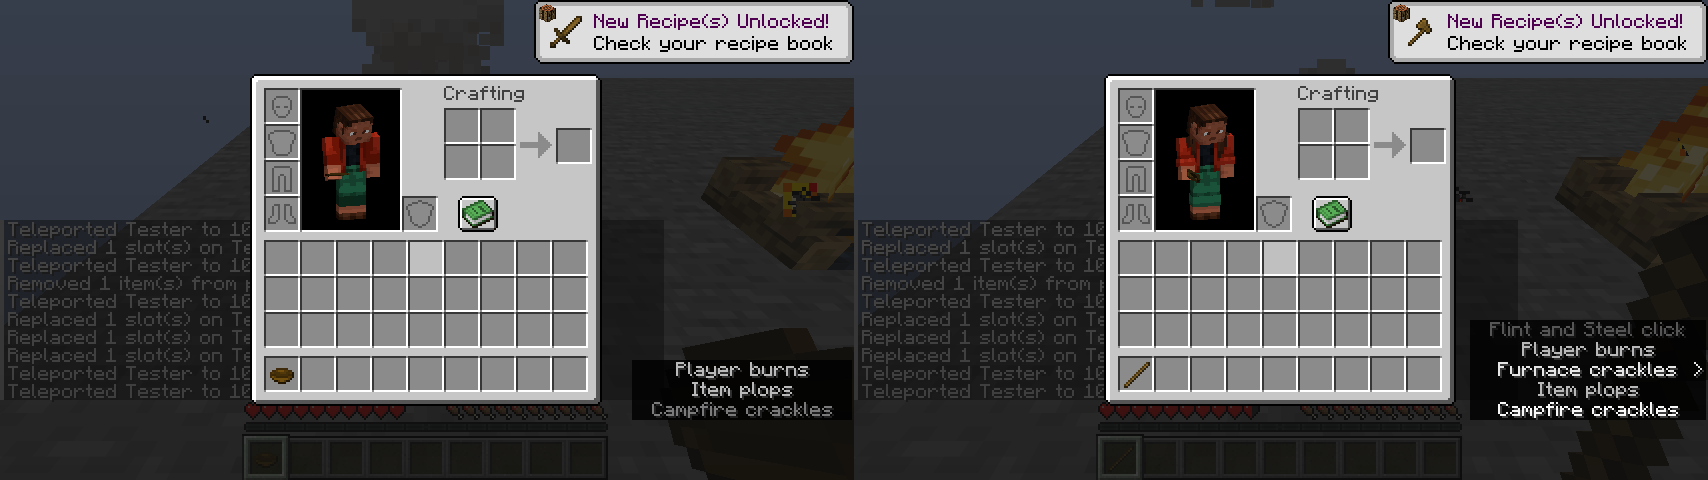 New Recipe(s) Unlocked!
Check your recipe book
Crafting
Teleported Tester to 10
Replaced 1 slot(s) on Te
Teleported Tester to 10
Removed 1 item(s) from
Teleported Tester to 10
Replaced 1 slot(s) on Te
Replaced 1 slot(s) on Te
Replaced 1 slot(s) on Te
Teleported Tester to 10
Teleported Tester to 10
Player burns
Item plops
Campfire crackles
New Recipe(s) Unlocked!
Check your recipe book
Crafting
Teleported Tester to 10
Replaced 1 slot(s) on Te
Teleported Tester to 10
Removed 1 item(s) from
Teleported Tester to 10
Replaced 1 slot(s) on Te
Replaced 1 slot(s) on Te
Replaced 1 slot(s) on Te
Teleported Tester to 10
Teleported Tester to 10
Flint and Steel click
Player burns
Furnace crackles >
Item plops
Campfire crackles